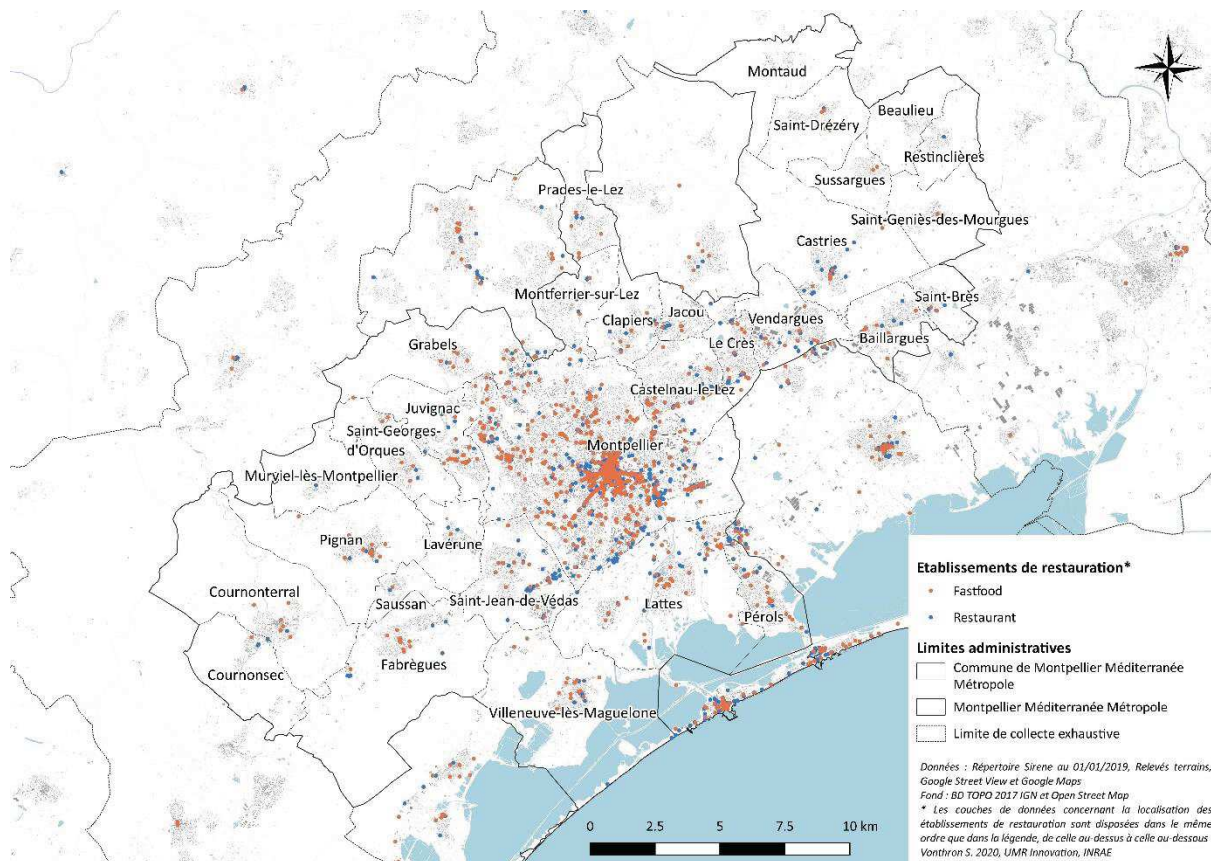 Montaud
Beaulieu
Saint-Drézéry
Restinclières
Sussargues
Prades-le-Lez
Saint-Geniès-des-Mourgues
Castries
Montferrier-sur-Lez
Saint-Brès
Jacou
Clapiers
Vendargues
Le Crès
Baillargues
Grabels
Castelnau-le-Lez
Juvignac
Saint-Georges-
d'Orques
Montpellier
Murviel-lès-Montpellier
Pignan
Lavérune
Cournonterral
Saussan
Saint-Jean-de-Védas
Lattes
Pérols
Fabrègues
Cournonsec
Villeneuve-lès-Maguelone
Etablissements de restauration*
Fastfood
Restaurant
Limites administratives
Commune de Montpellier Méditerranée
Métropole
Montpellier Méditerranée Métropole
Limite de collecte exhaustive
Données : Répertoire Sirene au 01/01/2019, Relevés terrains,
Google Street View et Google Maps
Fond : BD TOPO 2017 IGN et Open Street Map
* Les couches de données concernant la localisation des
établissements de restauration sont disposées dans le même
ordre que dans la légende, de celle au-dessus à celle au-dessous
Vonthron S. 2020, UMR Innovation, INRAE
0 2.5 5 7.5 10 km